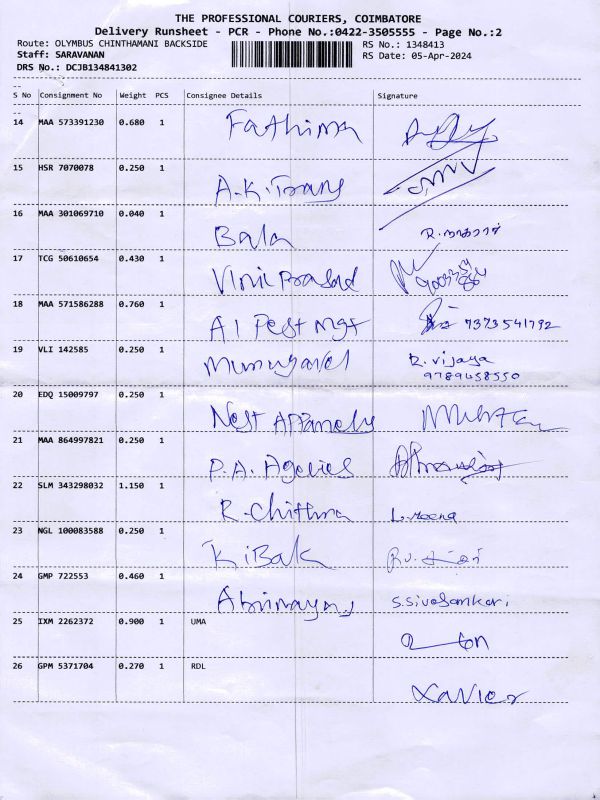 THE PROFESSIONAL COURIERS, COIMBATORE
Delivery Runsheet - PCR - Phone No.:0422-3505555 - Page No.:2
Route: OLYMBUS CHINTHAMANI BACKSIDE RS No.: 1348413
Staff: SARAVANAN RS Date: 05-Apr-2024
DRS No.: DCJB134841302
S No Consignment No Weight PCS Consignee Details Signature
14 MAA 573391230 0.680 1 Fathima
15 HSR 7070078 0.250 1 A.K.Trans
16 MAA 301069710 0.040 1 Bala
17 TCG 50610654 0.430 1 Vinil Prasad
18 MAA 571586288 0.760 1 A1 Pest Mgt 7373541792
19 VLI 142585 0.250 1 Murugavel R.vijaya
9789458550
20 EDQ 15009797 0.250 1 Nest
21 MAA 864997821 0.250 1 P.A. Agencies
22 SLM 343298032 1.150 1 R.Chithra L.meena
23 NGL 100083588 0.250 1 K
24 GMP 722553 0.460 1 Abinaya S.Sivasankari
25 IXM 2262372 0.900 1 UMA
26 GPM 5371704 0.270 1 RDL Xavier